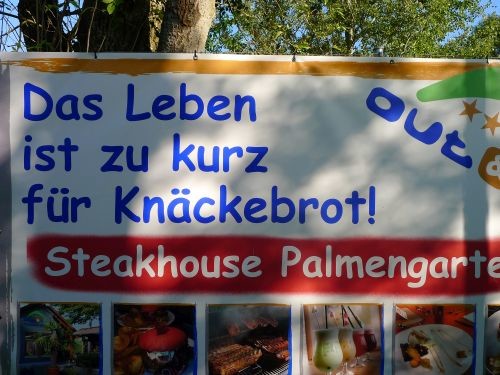 Das Leben
ist zu kurz
für Knäckebrot!
out
Steakhouse Palmengarte